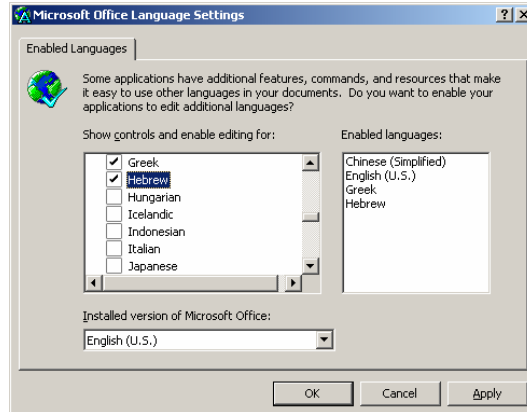 Microsoft Office Language Settings
Enabled Languages
Some applications have additional features, commands, and resources that make
it easy to use other languages in your documents. Do you want to enable your
applications to edit additional languages?
Show controls and enable editing for:
Greek
Hebrew
Hungarian
Icelandic
Indonesian
Italian
Japanese
Enabled languages:
Chinese (Simplified)
English (U.S.)
Greek
Hebrew
Installed version of Microsoft Office:
English (U.S.)
OK
Cancel
Apply